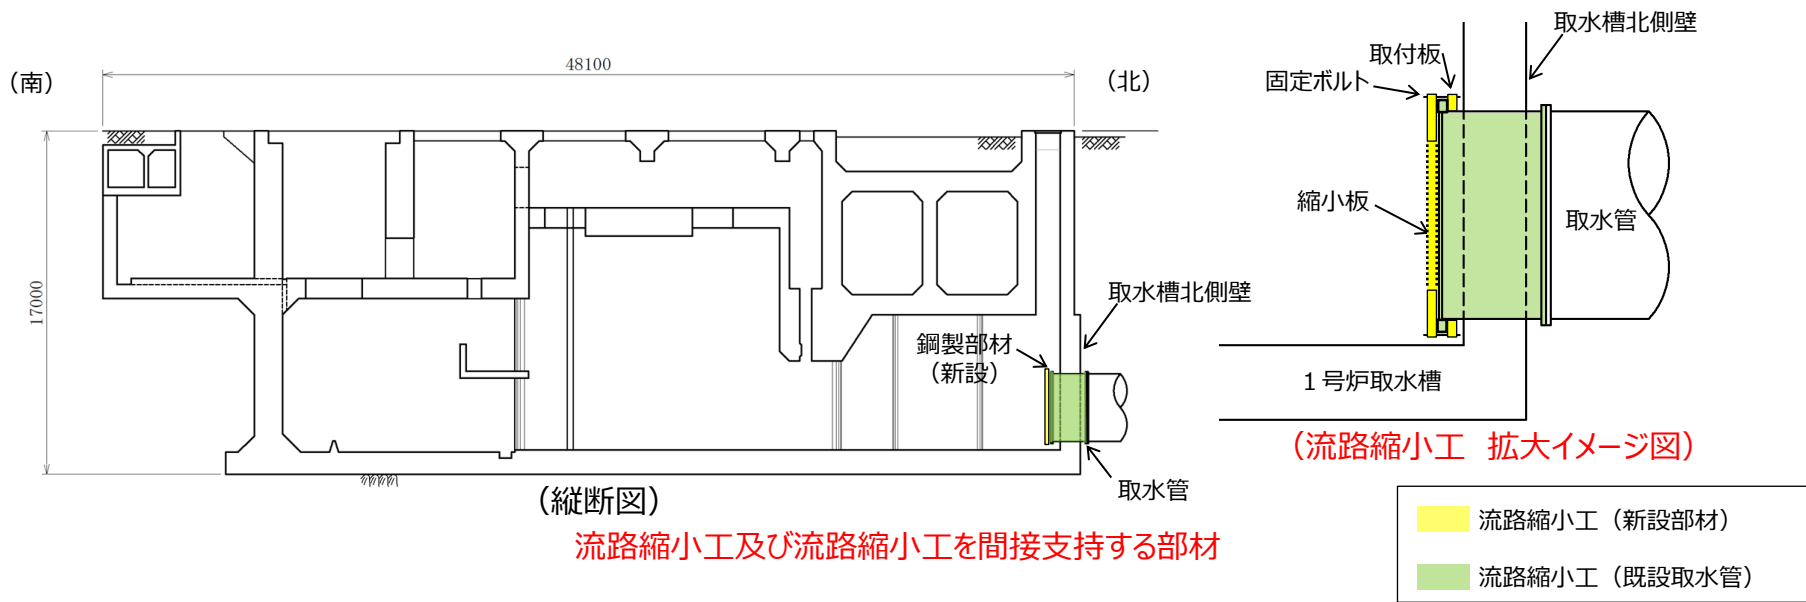 48100
（南）
（北）
17000
取水槽北側壁
鋼製部材
（新設）
取水管
（縦断図）
流路縮小工及び流路縮小工を間接支持する部材
取水槽北側壁
取付板
固定ボルト
縮小板
取水管
１号炉取水槽
（流路縮小工　拡大イメージ図）
流路縮小工（新設部材）
流路縮小工（既設取水管）